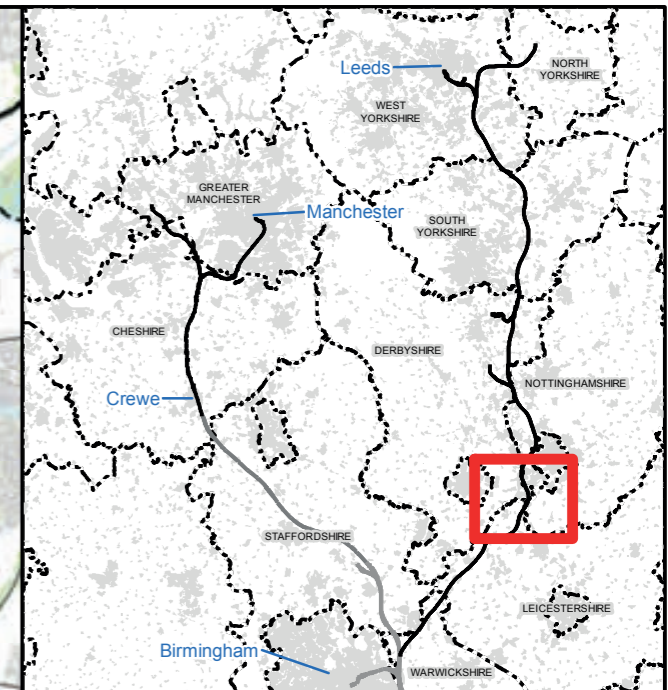 Leeds
NORTH
YORKSHIRE
WEST
YORKSHIRE
GREATER
MANCHESTER
Manchester
SOUTH
YORKSHIRE
CHESHIRE
DERBYSHIRE
NOTTINGHAMSHIRE
Crewe
STAFFORDSHIRE
LEICESTERSHIRE
Birmingham
WARWICKSHIRE